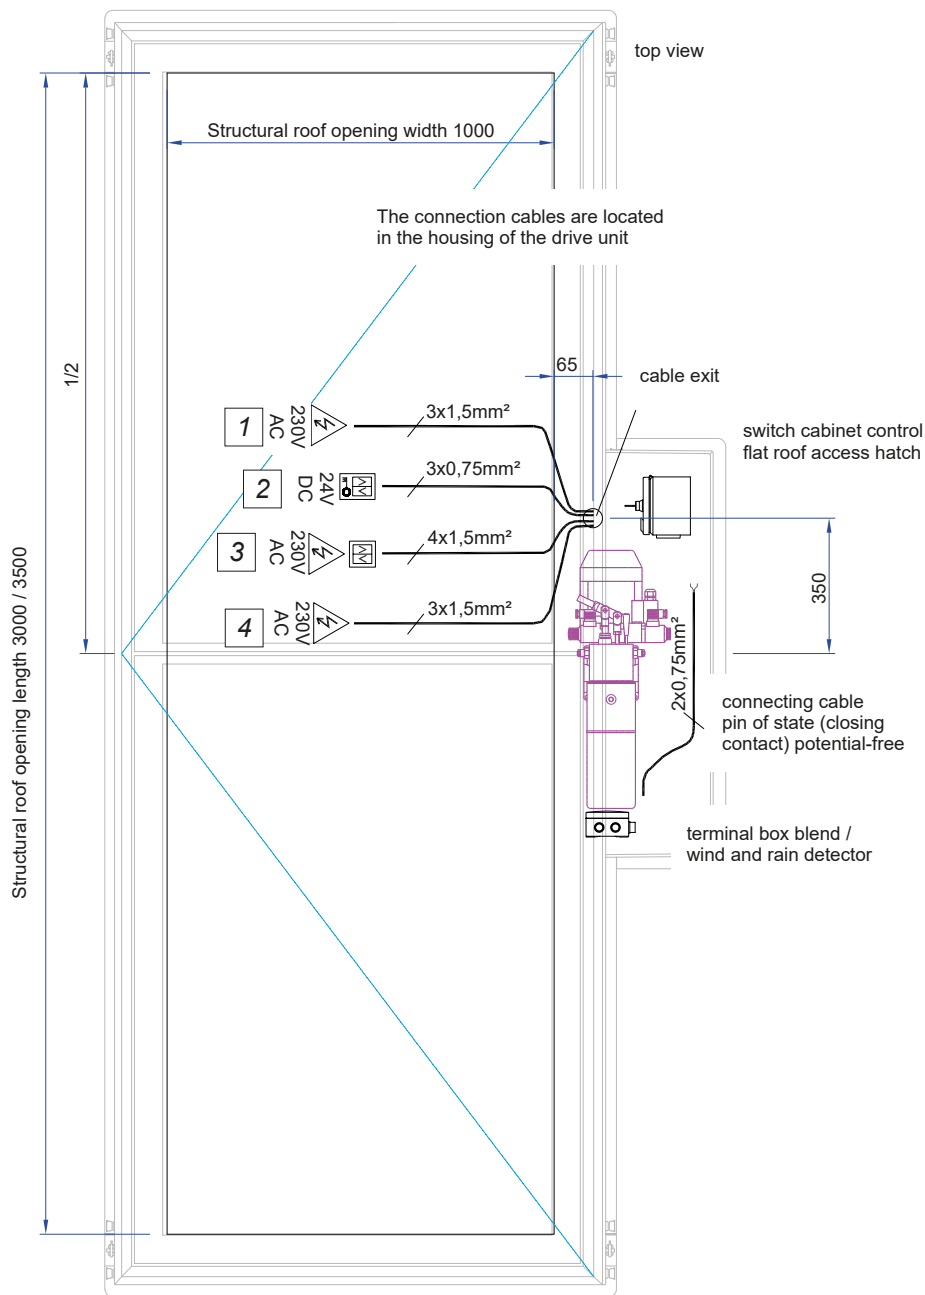 top view
Structural roof opening width 1000
The connection cables are located
in the housing of the drive unit
1/2
65
cable exit
1
230V
AC
3x1,5mm²
switch cabinet control
flat roof access hatch
2
24V
DC
3x0,75mm²
3
230V
AC
4x1,5mm²
4
230V
AC
3x1,5mm²
350
2x0,75mm²
Structural roof opening length 3000 / 3500
connecting cable
pin of state (closing
contact) potential-free
terminal box blend /
wind and rain detector